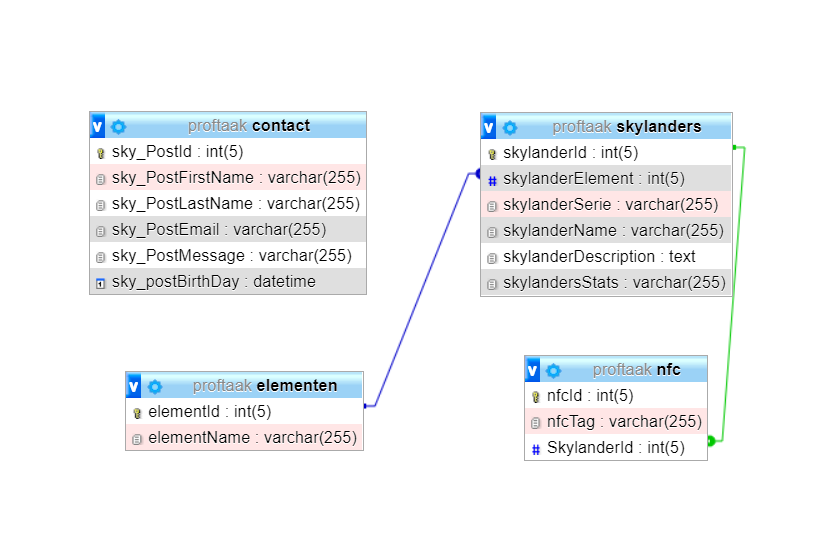 v proftaak contact
sky_PostId : int(5)
sky_PostFirstName : varchar(255)
sky_PostLastName : varchar(255)
sky_PostEmail : varchar(255)
sky_PostMessage : varchar(255)
sky_postBirthDay : datetime
v proftaak skylanders
skylanderId : int(5)
# skylanderElement : int(5)
skylanderSerie : varchar(255)
skylanderName : varchar(255)
skylanderDescription : text
skylandersStats : varchar(255)
v proftaak elementen
elementId : int(5)
elementName : varchar(255)
v proftaak nfc
nfcId : int(5)
nfcTag : varchar(255)
# SkylanderId : int(5)